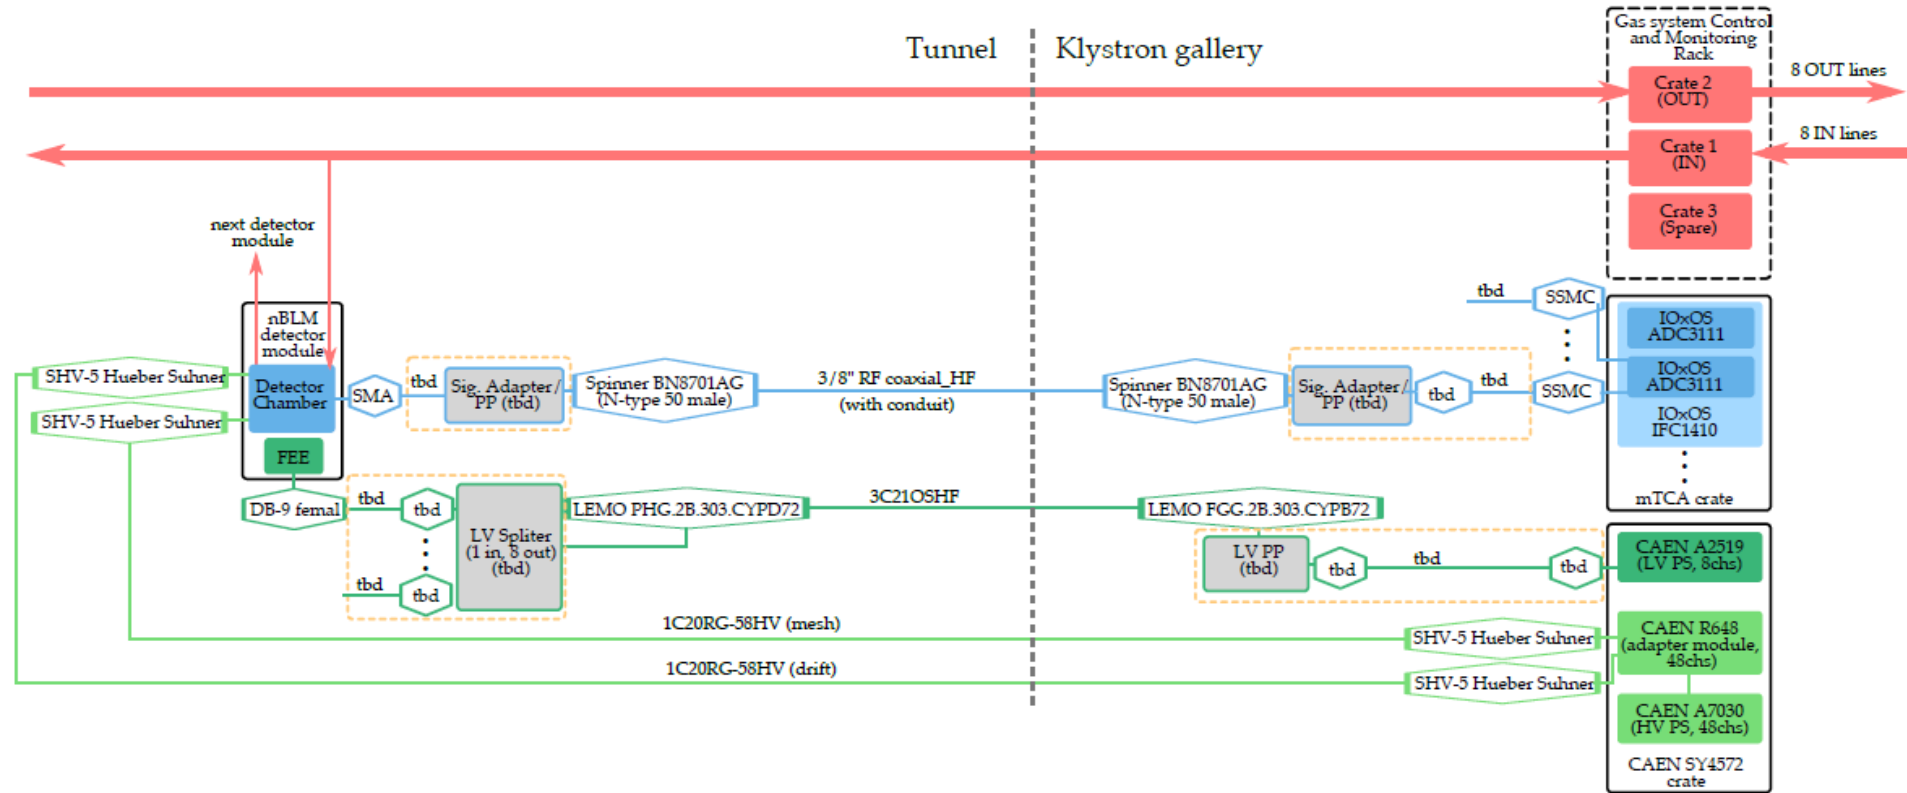 Tunnel
Klystron gallery
Gas system Control
and Monitoring
Rack
Crate 2
(OUT)
8 OUT lines
Crate 1
(IN)
8 IN lines
Crate 3
(Spare)
next detector
module
nBLM
detector
module
SHV-5 Hueber Suhner
SHV-5 Hueber Suhner
Detector
Chamber
FEE
SMA
tbd
Sig. Adapter/
PP (tbd)
Spinner BN8701AG
(N-type 50 male)
3/8" RF coaxial_HF
(with conduit)
Spinner BN8701AG
(N-type 50 male)
Sig. Adapter/
PP (tbd)
tbd
tbd
tbd
SSMC
SSMC
IOxOS
ADC3111
IOxOS
ADC3111
IOxOS
IFC1410
mTCA crate
DB-9 femal
tbd
tbd
tbd
tbd
LV Spliter
(1 in, 8 out)
(tbd)
LEMO PHG.2B.303.CYPD72
3C21OSHF
LEMO FGG.2B.303.CYPB72
LV PP
(tbd)
tbd
tbd
tbd
CAEN A2519
(LV PS, 8chs)
1C20RG-58HV (mesh)
SHV-5 Hueber Suhner
CAEN R648
(adapter module,
48chs)
1C20RG-58HV (drift)
SHV-5 Hueber Suhner
CAEN A7030
(HV PS, 48chs)
CAEN SY4572
crate